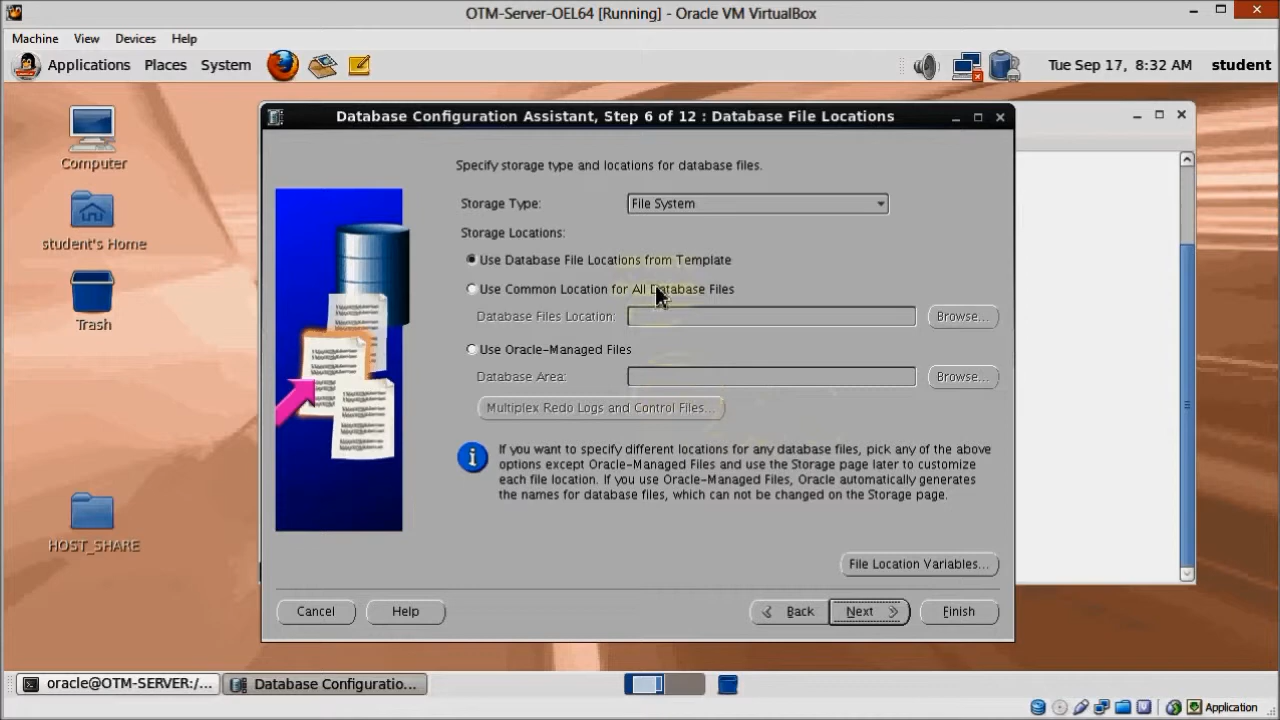 OTM-Server-OEL64 [Running] - Oracle VM VirtualBox
Machine View Devices Help
Applications Places System Tue Sep 17, 8:32 AM student
Computer
student's Home
Trash
HOST_SHARE
Database Configuration Assistant, Step 6 of 12 : Database File Locations
Specify storage type and locations for database files.
Storage Type: File System
Storage Locations:
Use Database File Locations from Template
Use Common Location for All Database Files
Database Files Location: Browse...
Use Oracle-Managed Files
Database Area: Browse...
Multiplex Redo Logs and Control Files...
If you want to specify different locations for any database files, pick any of the above
options except Oracle-Managed Files and use the Storage page later to customize
each file location. If you use Oracle-Managed Files, Oracle automatically generates
the names for database files, which can not be changed on the Storage page.
File Location Variables...
Cancel Help Back Next Finish
oracle@OTM-SERVER:/... Database Configuratio...
Application